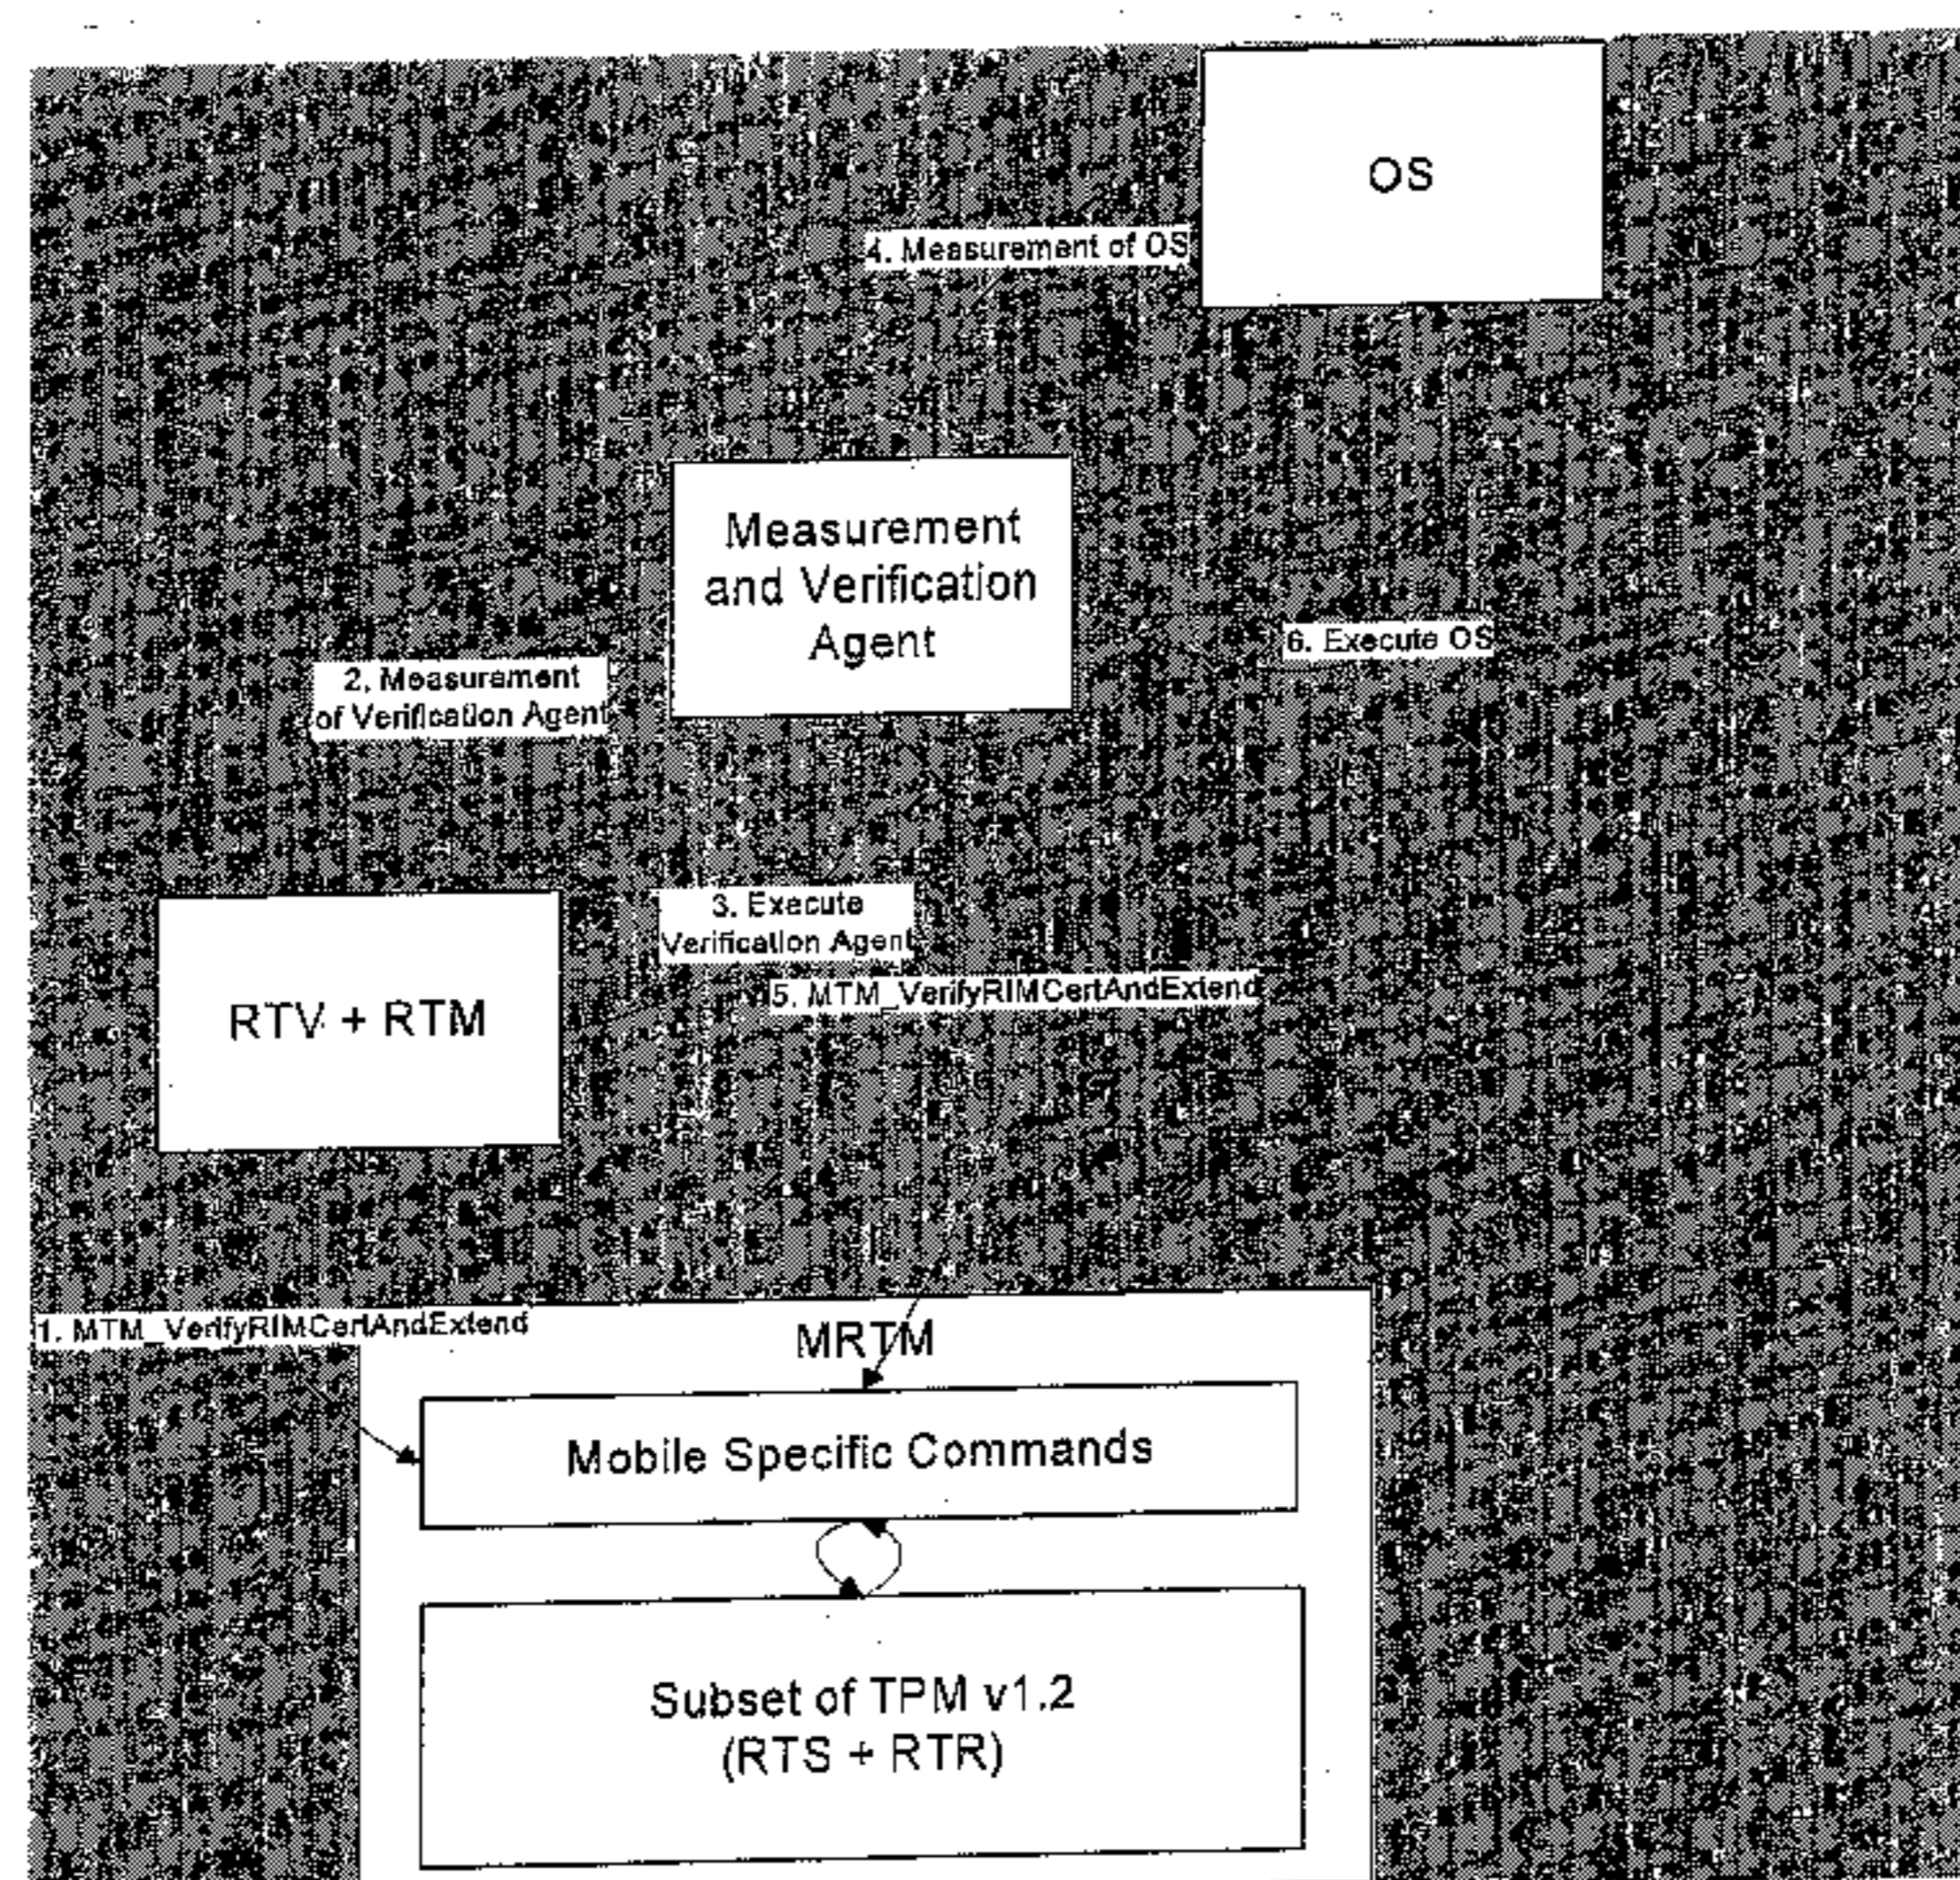 OS
4. Measurement of OS
Measurement
and Verification
Agent
6. Execute OS
2. Measurement
of Verification Agent
3. Execute
Verification Agent
5. MTM_VerifyRIMCertAndExtend
RTV + RTM
1. MTM_VerifyRIMCertAndExtend
MRTM
Mobile Specific Commands
Subset of TPM v1.2
(RTS + RTR)